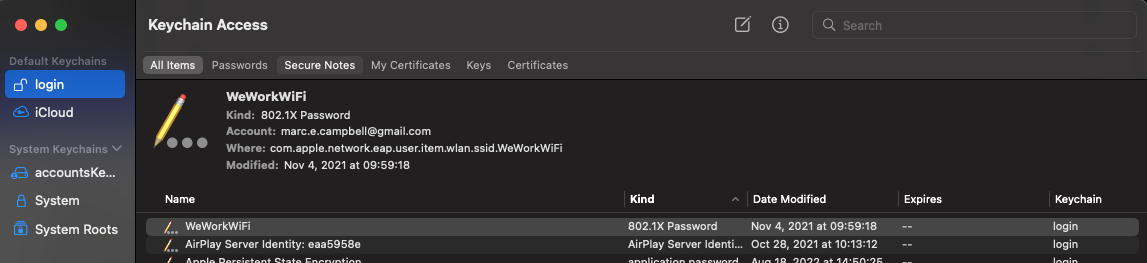 Keychain Access
Search
Default Keychains
login
iCloud
System Keychains
accountsKe...
System
System Roots
All Items Passwords Secure Notes My Certificates Keys Certificates
WeWorkWiFi
Kind: 802.1X Password
Account: marc.e.campbell@gmail.com
Where: com.apple.network.eap.user.item.wlan.ssid.WeWorkWiFi
Modified: Nov 4, 2021 at 09:59:18
Name Kind Date Modified Expires Keychain
WeWorkWiFi 802.1X Password Nov 4, 2021 at 09:59:18 -- login
AirPlay Server Identity: eaa5958e AirPlay Server Identi... Oct 28, 2021 at 10:13:12 -- login
Apple Persistent State Encryption application password Aug 18, 2022 at 14:50:25 -- login